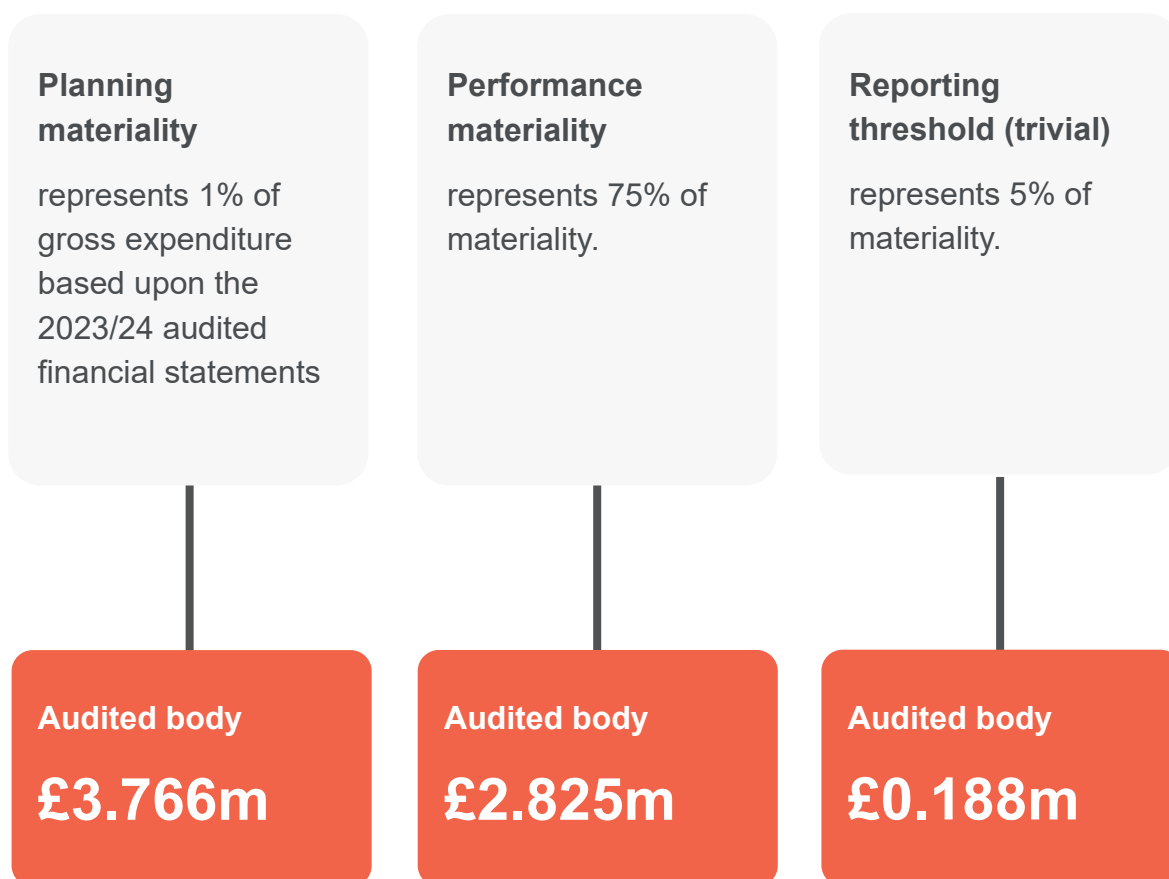 Planning
materiality
represents 1% of
gross expenditure
based upon the
2023/24 audited
financial statements
Audited body
£3.766m
Performance
materiality
represents 75% of
materiality.
Audited body
£2.825m
Reporting
threshold (trivial)
represents 5% of
materiality.
Audited body
£0.188m